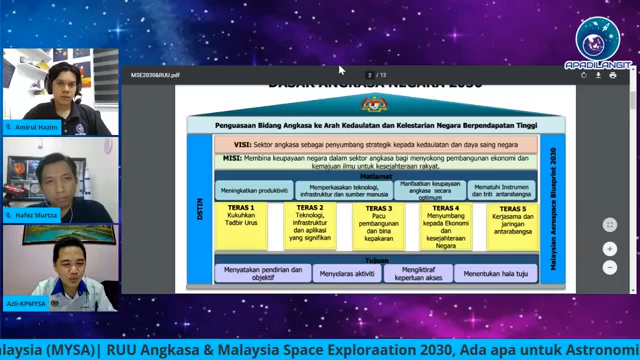 APADILANGIT
MSE2030&RUU.pdf
2 / 12
DASAR ANGKASA NEGARA 2030
Penguasaan Bidang Angkasa ke Arah Kedaulatan dan Kelestarian Negara Berpendapatan Tinggi
VISI: Sektor angkasa sebagai penyumbang strategik kepada kedaulatan dan daya saing negara
MISI: Membina keupayaan negara dalam sektor angkasa bagi menyokong pembangunan ekonomi dan
kemajuan ilmu untuk kesejahteraan rakyat.
Matlamat
Meningkatkan produktiviti
Memperkasakan teknologi,
infrastruktur dan sumber manusia
Manfaatkan keupayaan
angkasa secara
optimum
Mematuhi Instrumen
dan triti antarabangsa
TERAS 1
Kukuhkan
Tadbir Urus
TERAS 2
Teknologi,
infrastruktur
dan aplikasi
yang signifikan
TERAS 3
Pacu
pembangunan
dan bina
kepakaran
TERAS 4
Menyumbang
kepada Ekonomi
dan
kesejahteraan
Negara
TERAS 5
Kerjasama dan
jaringan
antarabangsa
Tujuan
Menyatakan pendirian dan
objektif
Menyelaras aktiviti
Mengiktiraf
keperluan akses
Menentukan hala tuju
DSTIN
Malaysian Aerospace Blueprint 2030
Amirul Hazim
Hafez Murtza
Azli-KPMYSA
alaysia (MYSA)| RUU Angkasa & Malaysia Space Exploraation 2030, Ada apa untuk Astronomi